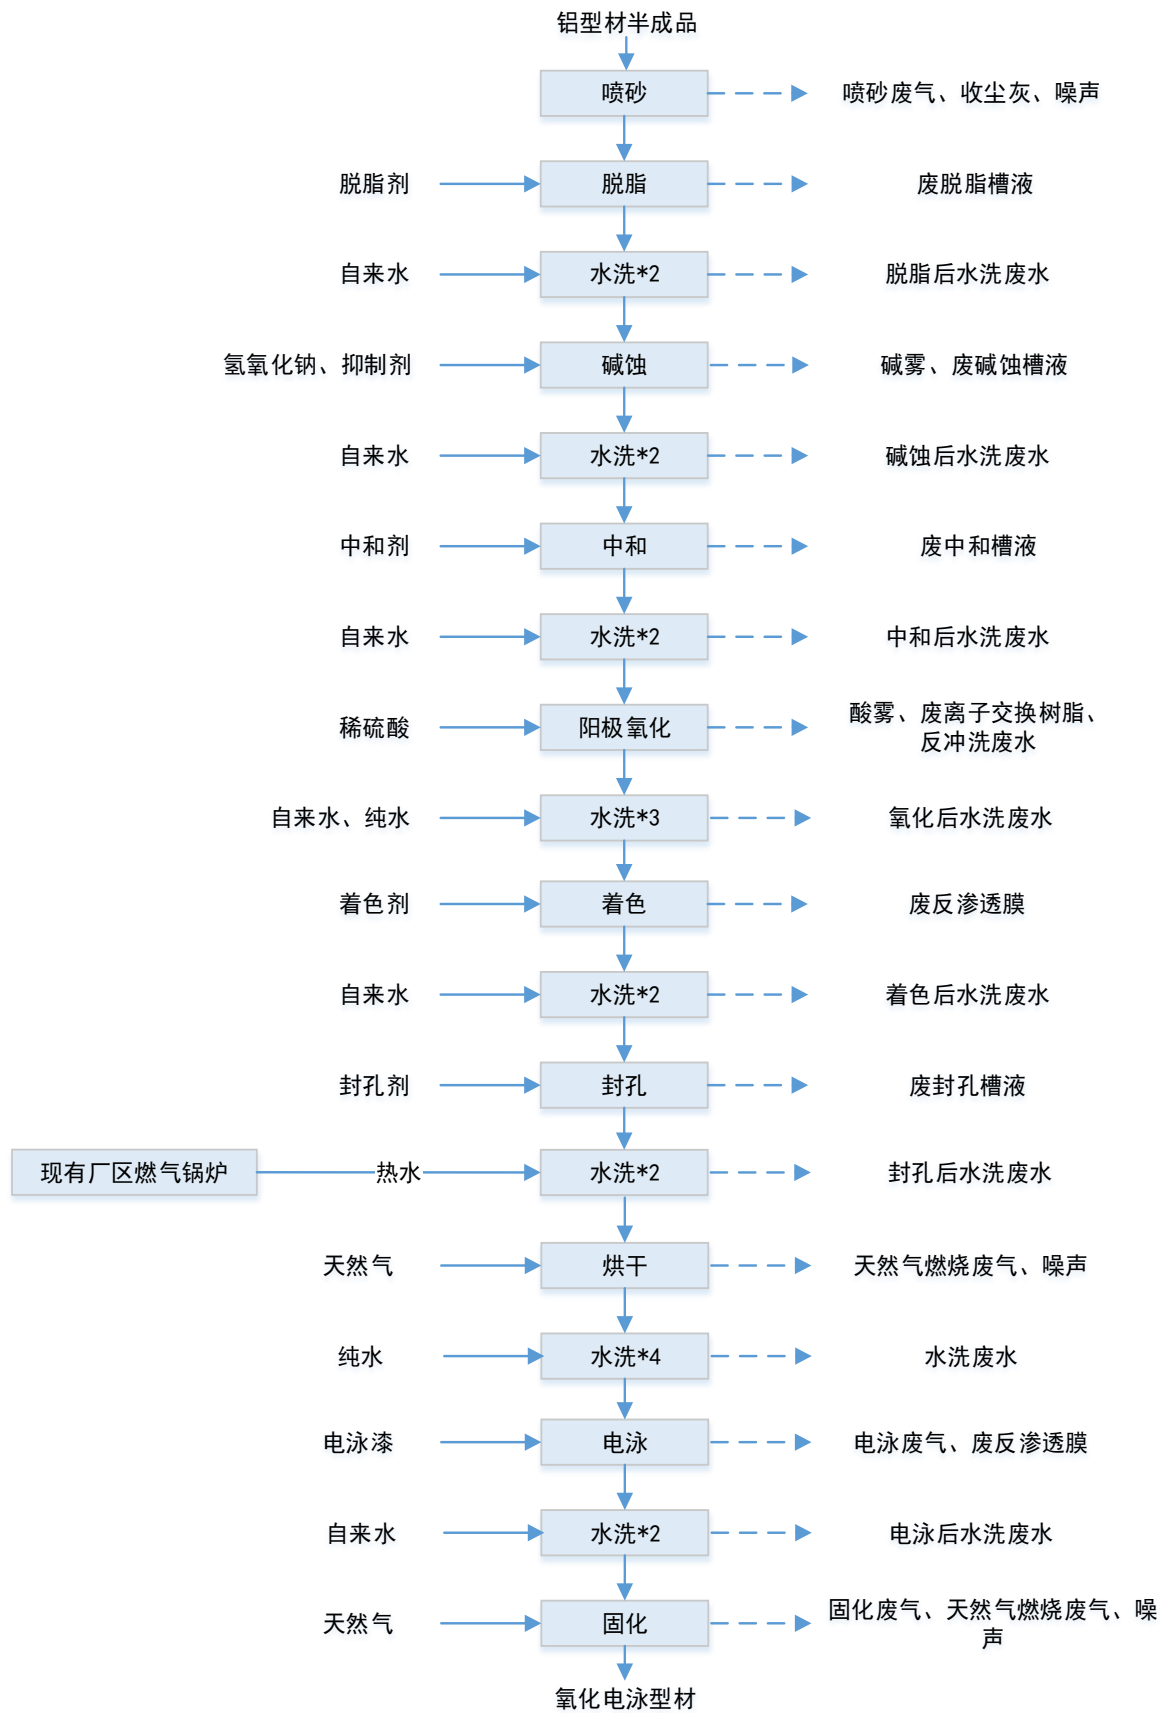 铝型材半成品
喷砂
喷砂废气、收尘灰、噪声
脱脂剂
脱脂
废脱脂槽液
自来水
水洗*2
脱脂后水洗废水
氢氧化钠、抑制剂
碱蚀
碱雾、废碱蚀槽液
自来水
水洗*2
碱蚀后水洗废水
中和剂
中和
废中和槽液
自来水
水洗*2
中和后水洗废水
稀硫酸
阳极氧化
酸雾、废离子交换树脂、
反冲洗废水
自来水、纯水
水洗*3
氧化后水洗废水
着色剂
着色
废反渗透膜
自来水
水洗*2
着色后水洗废水
封孔剂
封孔
废封孔槽液
现有厂区燃气锅炉
热水
水洗*2
封孔后水洗废水
天然气
烘干
天然气燃烧废气、噪声
纯水
水洗*4
水洗废水
电泳漆
电泳
电泳废气、废反渗透膜
自来水
水洗*2
电泳后水洗废水
天然气
固化
固化废气、天然气燃烧废气、噪
声
氧化电泳型材